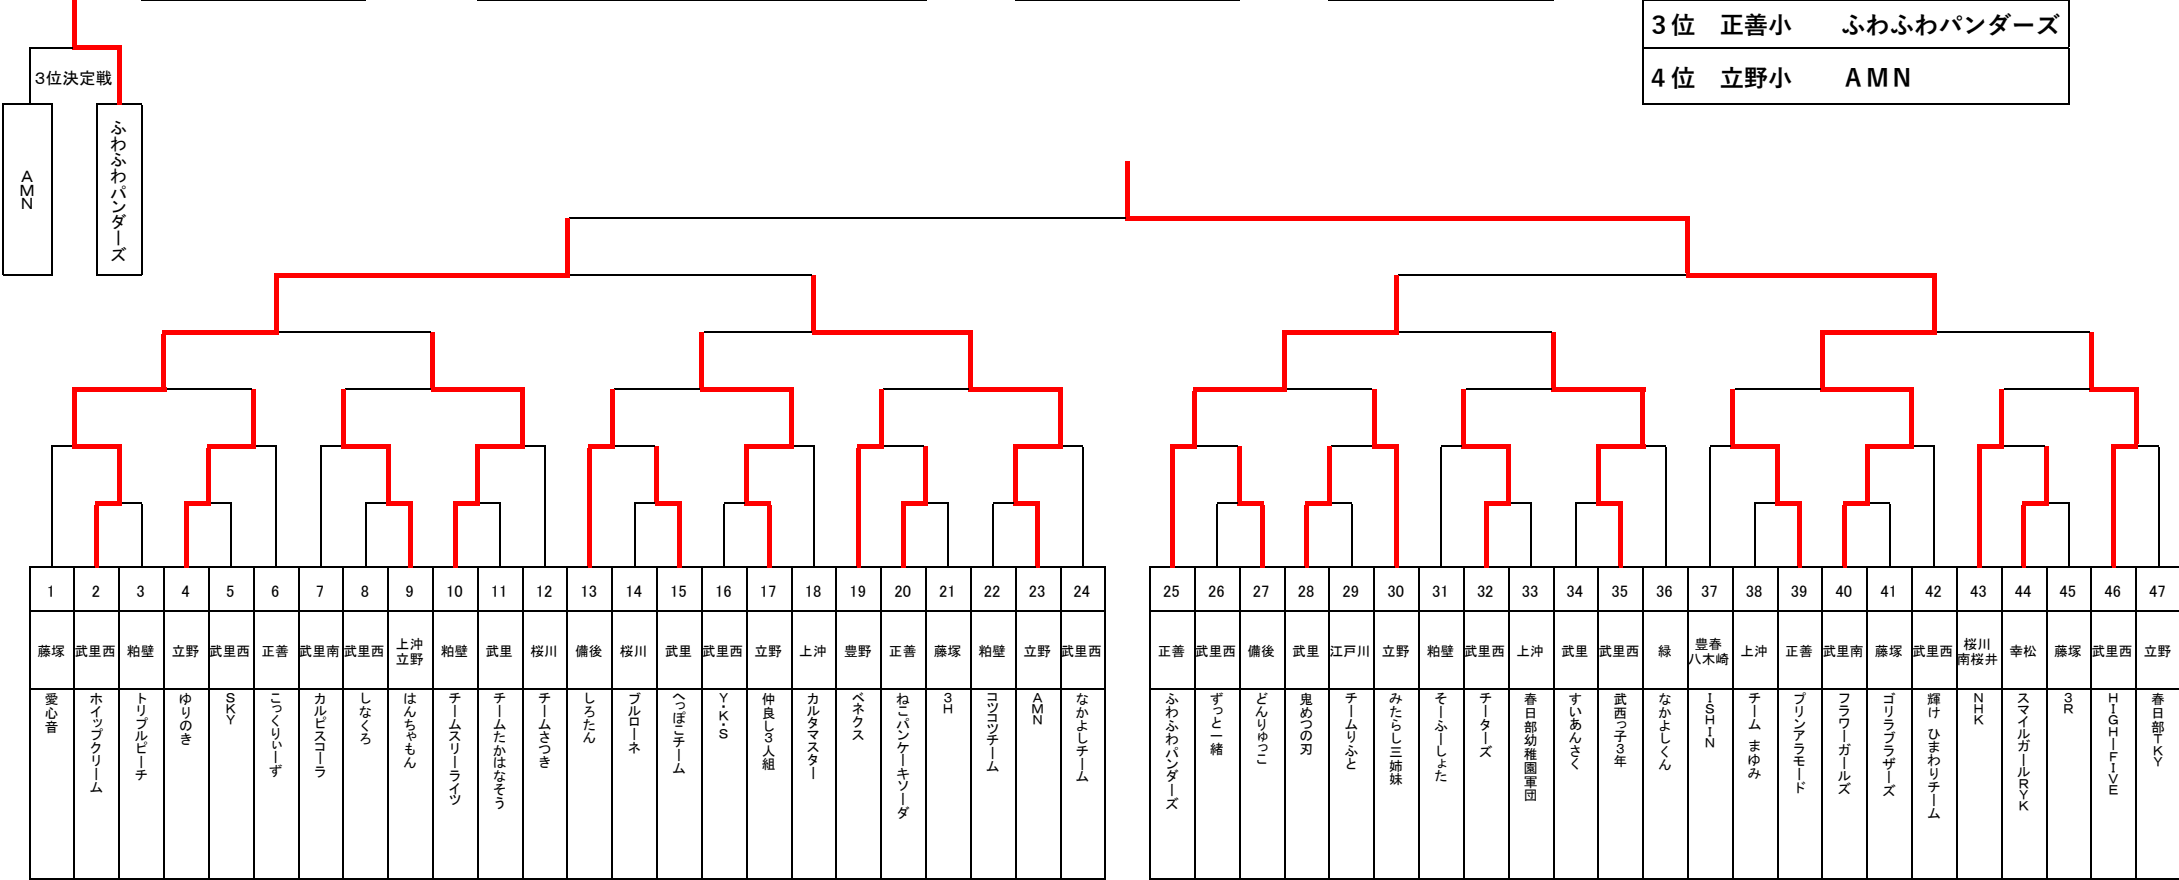 3位 正善小 ふわふわパンダーズ
4位 立野小 AMN
3位決定戦
AMN
ふわふわパンダーズ
1 2 3 4 5 6 7 8 9 10 11 12 13 14 15 16 17 18 19 20 21 22 23 24
藤塚 武里西 粕壁 立野 武里西 正善 武里南 武里西 上沖立野 粕壁 武里 桜川 備後 桜川 武里 武里西 立野 上沖 豊野 正善 藤塚 粕壁 立野 武里西
愛心音
ホイップクリーム
トリプルピーチ
ゆりのき
SKY
こっくりぃーず
カルピスコーラ
しなくろ
はんちゃもん
チームスリーライツ
チームたかはなそう
チームさつき
しろたん
ブルローネ
へっぽこチーム
Y・K・S
仲良し3人組
カルタマスター
ベネクス
ねこパンケーキソーダ
3H
コツコツチーム
AMN
なかよしチーム
25 26 27 28 29 30 31 32 33 34 35 36 37 38 39 40 41 42 43 44 45 46 47
正善 武里西 備後 武里 江戸川 立野 粕壁 武里西 上沖 武里 武里西 緑 豊春八木崎 上沖 正善 武里南 藤塚 武里西 桜川南桜井 幸松 藤塚 武里西 立野
ふわふわパンダーズ
ずっと一緒
どんりゅっこ
鬼めつの刃
チームりふと
みたらし三姉妹
そーふーしょた
チーターズ
春日部幼稚園軍団
すいあんさく
武西っ子3年
なかよしくん
ISHIN
チーム まゆみ
プリンアラモード
フラワーガールズ
ゴリラブラザーズ
輝け ひまわりチーム
NHK
スマイルガールRYK
3R
HIGHーFIVE
春日部TKY